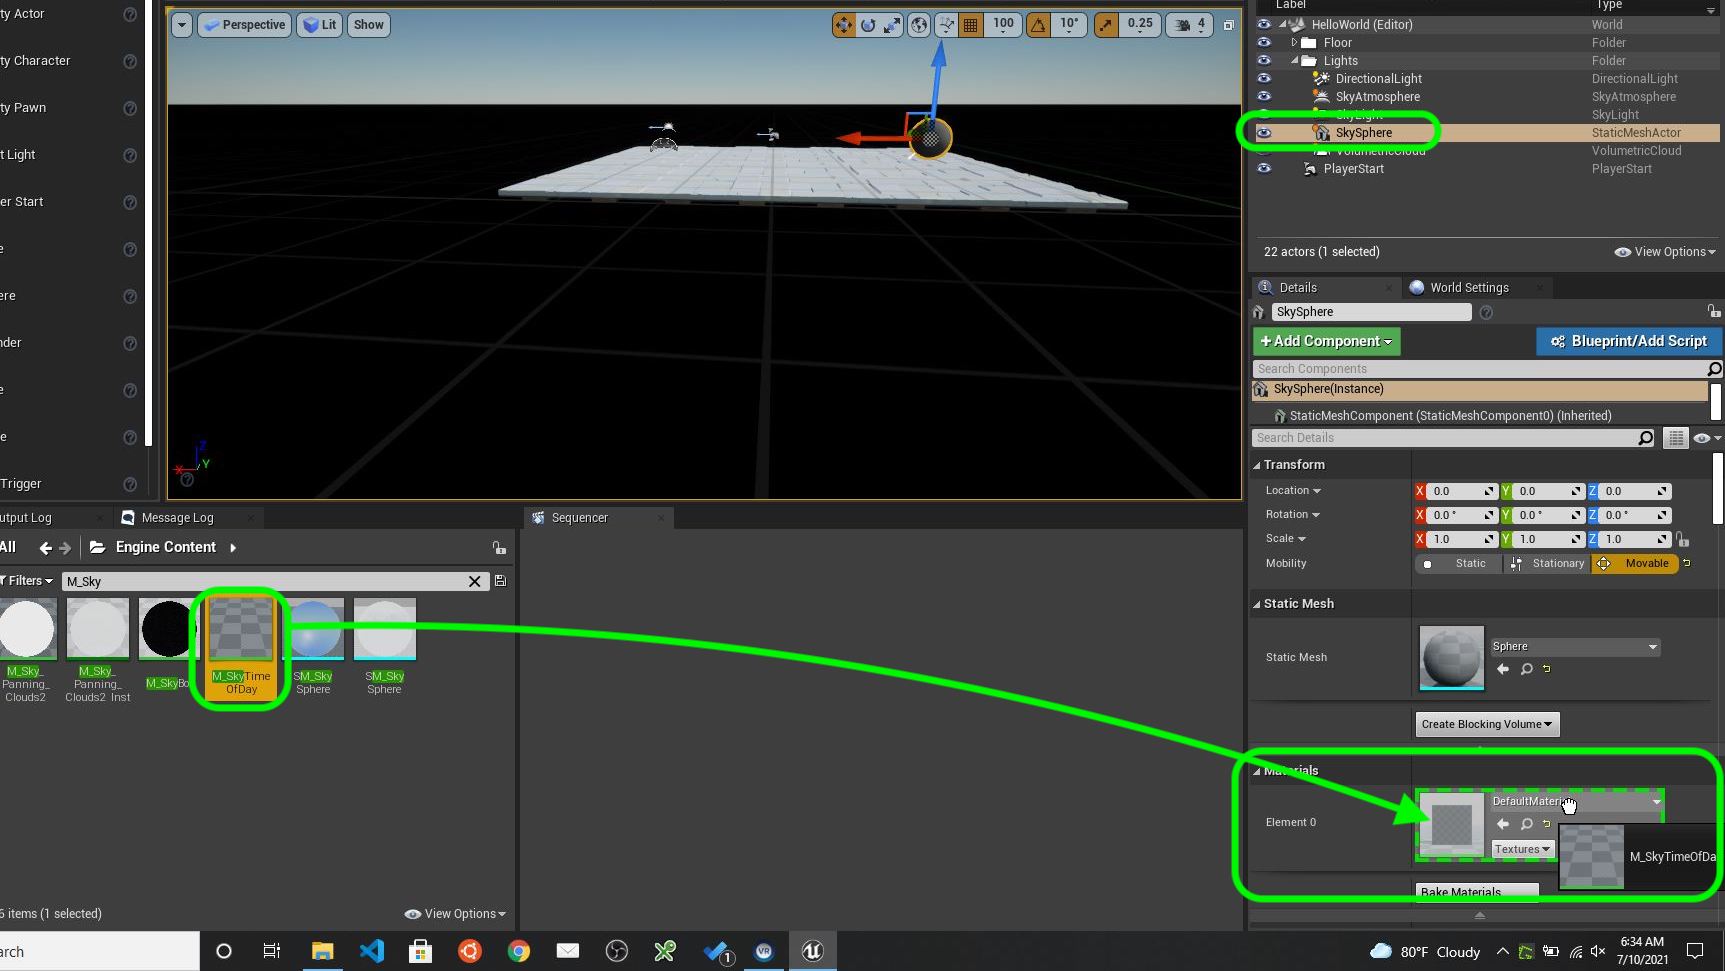 ty Actor
ty Character
ty Pawn
t Light
er Start
e
ere
nder
e
e
Trigger
Perspective
Lit
Show
100
10°
0.25
4
X
Z
Y
Label
Type
HelloWorld (Editor)
World
Floor
Folder
Lights
Folder
DirectionalLight
DirectionalLight
SkyAtmosphere
SkyAtmosphere
SkyLight
SkyLight
SkySphere
StaticMeshActor
VolumetricCloud
VolumetricCloud
PlayerStart
PlayerStart
22 actors (1 selected)
View Options
Details
World Settings
SkySphere
+Add Component
Blueprint/Add Script
Search Components
SkySphere(Instance)
StaticMeshComponent (StaticMeshComponent0) (Inherited)
Search Details
Transform
Location
X 0.0
Y 0.0
Z 0.0
Rotation
X 0.0 °
Y 0.0 °
Z 0.0 °
Scale
X 1.0
Y 1.0
Z 1.0
Mobility
Static
Stationary
Movable
Static Mesh
Static Mesh
Sphere
Create Blocking Volume
Materials
Element 0
DefaultMateri
Textures
M_SkyTimeOfDa
Bake Materials
utput Log
Message Log
Sequencer
All
Engine Content
Filters
M_Sky
M_Sky_
Panning_
Clouds2
M_Sky_
Panning_
Clouds2_Inst
M_SkyBo
M_SkyTime
OfDay
SM_Sky
Sphere
SM_Sky
Sphere
6 items (1 selected)
View Options
arch
1
VR
80°F Cloudy
6:34 AM
7/10/2021